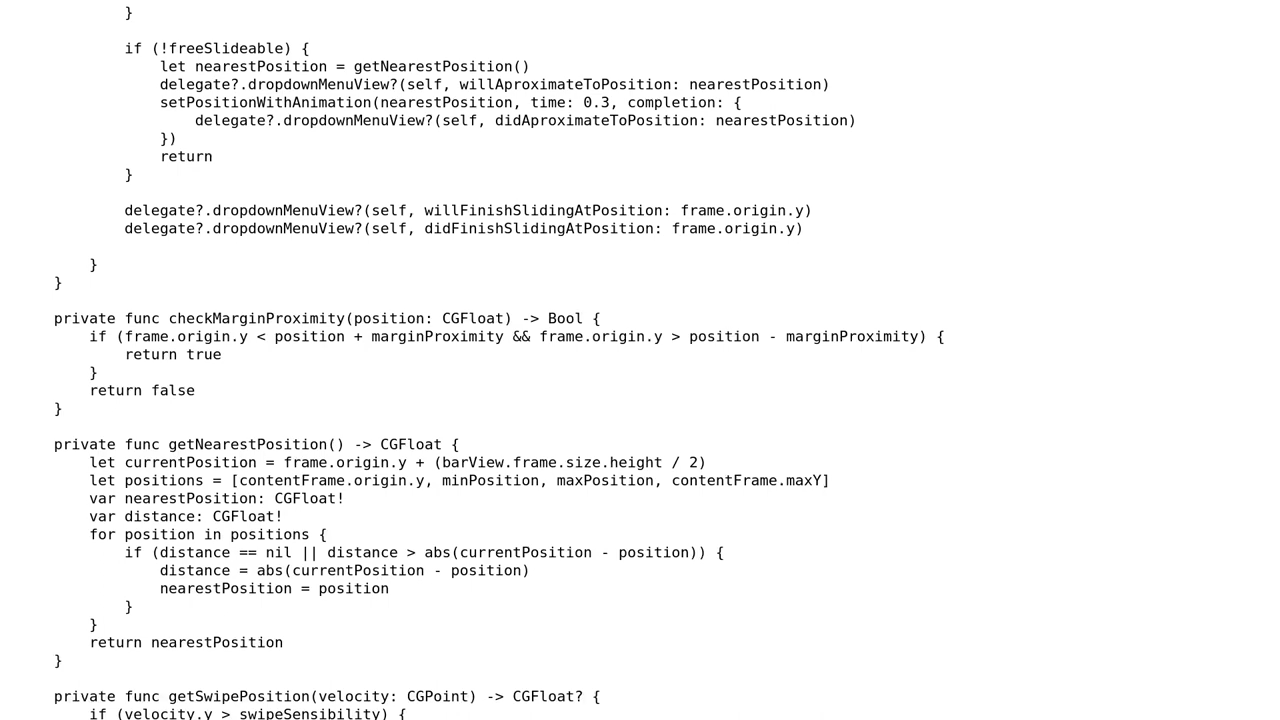 }

        if (!freeSlideable) {
            let nearestPosition = getNearestPosition()
            delegate?.dropdownMenuView?(self, willAproximateToPosition: nearestPosition)
            setPositionWithAnimation(nearestPosition, time: 0.3, completion: {
                delegate?.dropdownMenuView?(self, didAproximateToPosition: nearestPosition)
            })
            return
        }

        delegate?.dropdownMenuView?(self, willFinishSlidingAtPosition: frame.origin.y)
        delegate?.dropdownMenuView?(self, didFinishSlidingAtPosition: frame.origin.y)

    }
}

private func checkMarginProximity(position: CGFloat) -> Bool {
    if (frame.origin.y < position + marginProximity && frame.origin.y > position - marginProximity) {
        return true
    }
    return false
}

private func getNearestPosition() -> CGFloat {
    let currentPosition = frame.origin.y + (barView.frame.size.height / 2)
    let positions = [contentFrame.origin.y, minPosition, maxPosition, contentFrame.maxY]
    var nearestPosition: CGFloat!
    var distance: CGFloat!
    for position in positions {
        if (distance == nil || distance > abs(currentPosition - position)) {
            distance = abs(currentPosition - position)
            nearestPosition = position
        }
    }
    return nearestPosition
}

private func getSwipePosition(velocity: CGPoint) -> CGFloat? {
    if (velocity.y > swipeSensibility) {